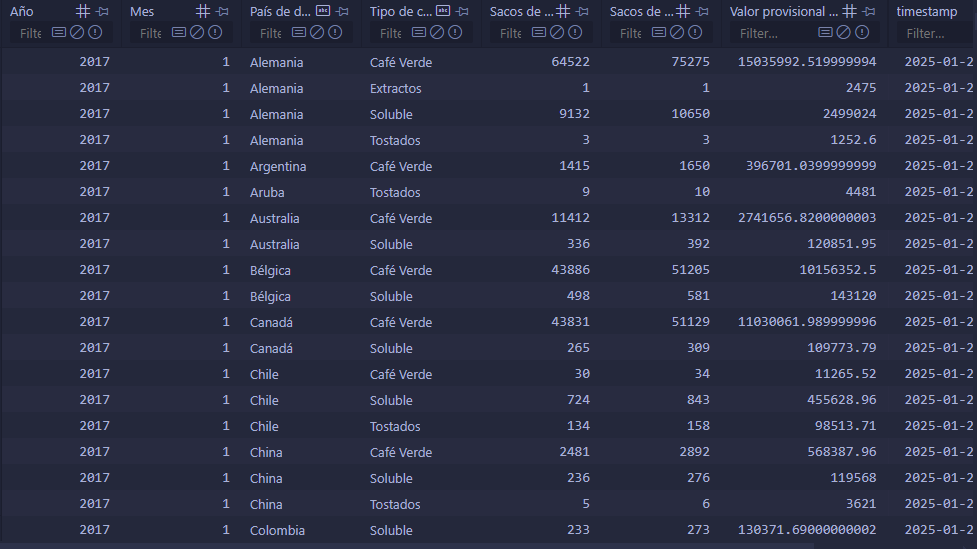 Año Mes País de d... Tipo de c... Sacos de ... Sacos de ... Valor provisional ... timestamp
Filte Filte Filte Filte Filte Filte Filter... Filter...
2017 1 Alemania Café Verde 64522 75275 15035992.519999994 2025-01-2
2017 1 Alemania Extractos 1 1 2475 2025-01-2
2017 1 Alemania Soluble 9132 10650 2499024 2025-01-2
2017 1 Alemania Tostados 3 3 1252.6 2025-01-2
2017 1 Argentina Café Verde 1415 1650 396701.0399999999 2025-01-2
2017 1 Aruba Tostados 9 10 4481 2025-01-2
2017 1 Australia Café Verde 11412 13312 2741656.8200000003 2025-01-2
2017 1 Australia Soluble 336 392 120851.95 2025-01-2
2017 1 Bélgica Café Verde 43886 51205 10156352.5 2025-01-2
2017 1 Bélgica Soluble 498 581 143120 2025-01-2
2017 1 Canadá Café Verde 43831 51129 11030061.989999996 2025-01-2
2017 1 Canadá Soluble 265 309 109773.79 2025-01-2
2017 1 Chile Café Verde 30 34 11265.52 2025-01-2
2017 1 Chile Soluble 724 843 455628.96 2025-01-2
2017 1 Chile Tostados 134 158 98513.71 2025-01-2
2017 1 China Café Verde 2481 2892 568387.96 2025-01-2
2017 1 China Soluble 236 276 119568 2025-01-2
2017 1 China Tostados 5 6 3621 2025-01-2
2017 1 Colombia Soluble 233 273 130371.69000000002 2025-01-2